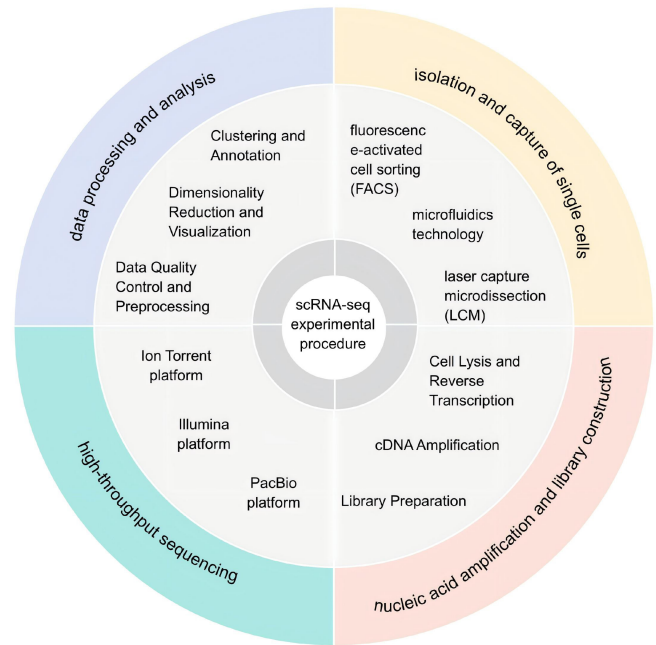 data processing and analysis
isolation and capture of single cells
Clustering and
Annotation
Dimensionality
Reduction and
Visualization
Data Quality
Control and
Preprocessing
fluorescenc
e-activated
cell sorting
(FACS)
microfluidics
technology
laser capture
microdissection
(LCM)
scRNA-seq
experimental
procedure
Ion Torrent
platform
Illumina
platform
PacBio
platform
Cell Lysis and
Reverse
Transcription
cDNA Amplification
Library Preparation
high-throughput sequencing
nucleic acid amplification and library construction